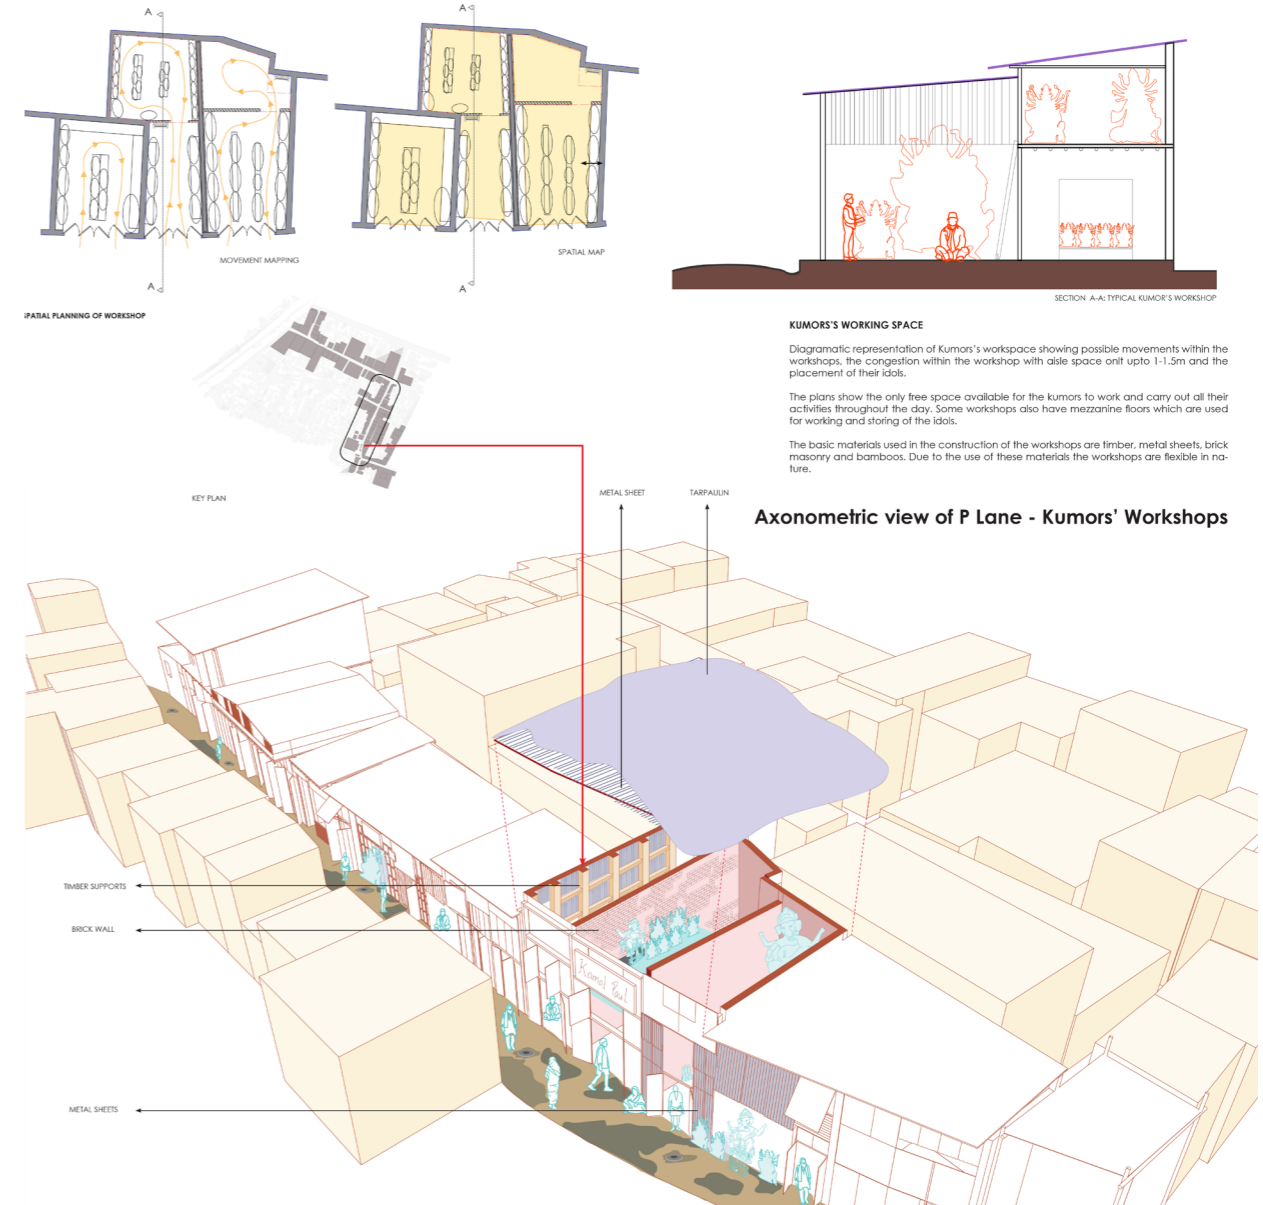 A
A
MOVEMENT MAPPING
SPATIAL MAP
A
A
SECTION A-A: TYPICAL KUMOR'S WORKSHOP
SPATIAL PLANNING OF WORKSHOP
KUMORS'S WORKING SPACE
Diagramatic representation of Kumors's workspace showing possible movements within the
workshops, the congestion within the workshop with aisle space onlt upto 1-1.5m and the
placement of their idols.
The plans show the only free space available for the kumors to work and carry out all their
activities throughout the day. Some workshops also have mezzanine floors which are used
for working and storing of the idols.
The basic materials used in the construction of the workshops are timber, metal sheets, brick
masonry and bamboos. Due to the use of these materials the workshops are flexible in na-
ture.
KEY PLAN
METAL SHEET
TARPAULIN
Axonometric view of P Lane - Kumors' Workshops
TIMBER SUPPORTS
BRICK WALL
Komol Paul
METAL SHEETS